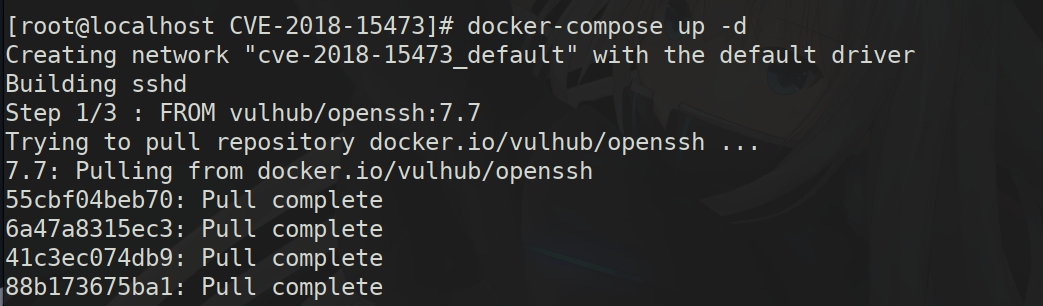 [root@localhost CVE-2018-15473]# docker-compose up -d
Creating network "cve-2018-15473_default" with the default driver
Building sshd
Step 1/3 : FROM vulhub/openssh:7.7
Trying to pull repository docker.io/vulhub/openssh ...
7.7: Pulling from docker.io/vulhub/openssh
55cbf04beb70: Pull complete
6a47a8315ec3: Pull complete
41c3ec074db9: Pull complete
88b173675ba1: Pull complete